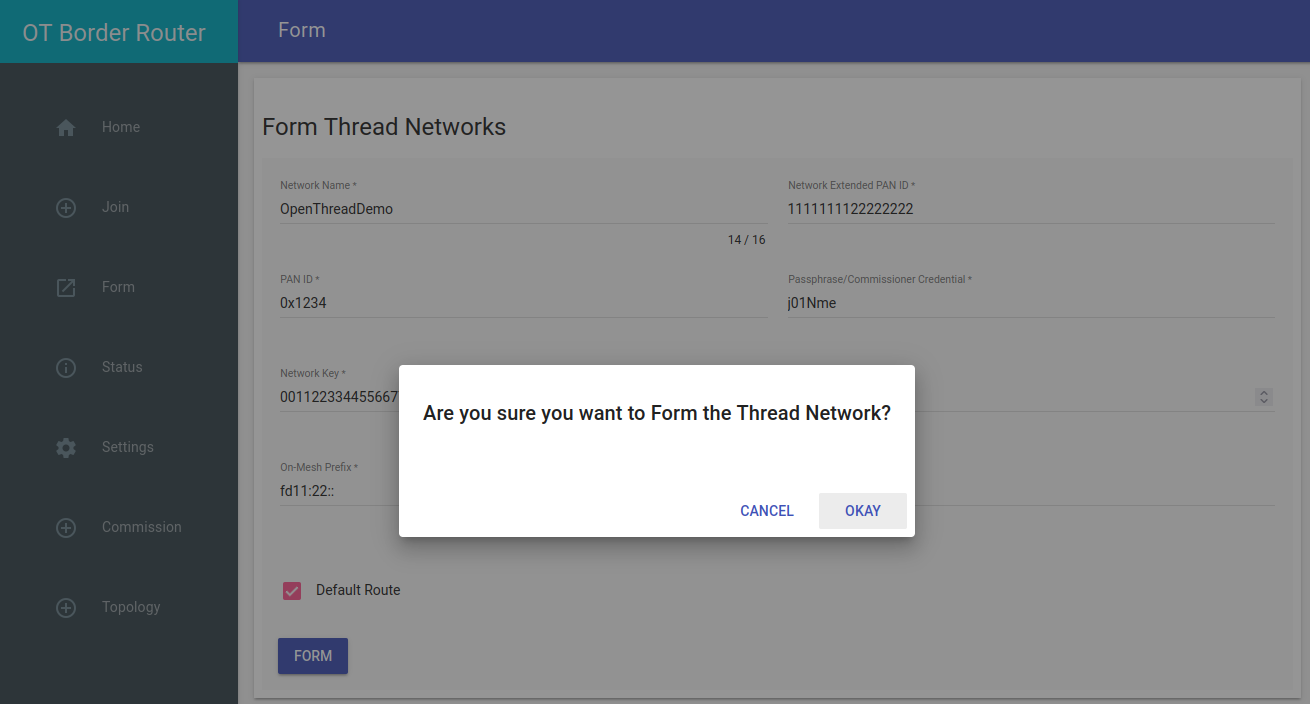 OT Border Router
Form
Home
Join
Form
Status
Settings
Commission
Topology
Form Thread Networks
Network Name *
OpenThreadDemo
14 / 16
Network Extended PAN ID *
1111111122222222
PAN ID *
0x1234
Passphrase/Commissioner Credential *
j01Nme
Network Key *
001122334455667
On-Mesh Prefix *
fd11:22::
Are you sure you want to Form the Thread Network?
CANCEL
OKAY
Default Route
FORM